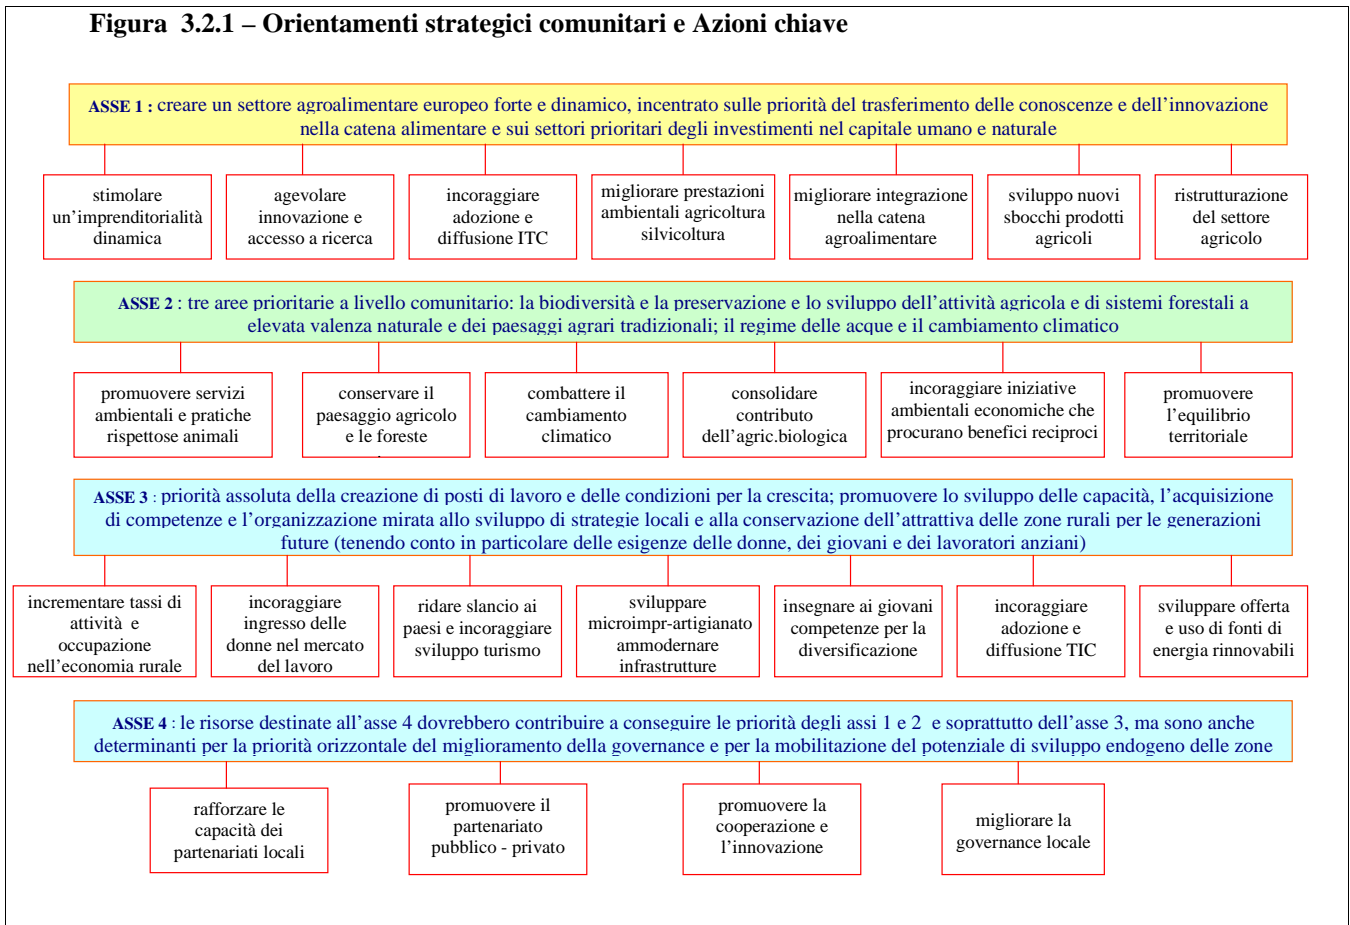 Figura 3.2.1 – Orientamenti strategici comunitari e Azioni chiave
ASSE 1 : creare un settore agroalimentare europeo forte e dinamico, incentrato sulle priorità del trasferimento delle conoscenze e dell’innovazione
nella catena alimentare e sui settori prioritari degli investimenti nel capitale umano e naturale
stimolare
un’imprenditorialità
dinamica
agevolare
innovazione e
accesso a ricerca
incoraggiare
adozione e
diffusione ITC
migliorare prestazioni
ambientali agricoltura
silvicoltura
migliorare integrazione
nella catena
agroalimentare
sviluppo nuovi
sbocchi prodotti
agricoli
ristrutturazione
del settore
agricolo
ASSE 2 : tre aree prioritarie a livello comunitario: la biodiversità e la preservazione e lo sviluppo dell’attività agricola e di sistemi forestali a
elevata valenza naturale e dei paesaggi agrari tradizionali; il regime delle acque e il cambiamento climatico
promuovere servizi
ambientali e pratiche
rispettose animali
conservare il
paesaggio agricolo
e le foreste
combattere il
cambiamento
climatico
consolidare
contributo
dell’agric.biologica
incoraggiare iniziative
ambientali economiche che
procurano benefici reciproci
promuovere
l’equilibrio
territoriale
ASSE 3 : priorità assoluta della creazione di posti di lavoro e delle condizioni per la crescita; promuovere lo sviluppo delle capacità, l’acquisizione
di competenze e l’organizzazione mirata allo sviluppo di strategie locali e alla conservazione dell’attrattiva delle zone rurali per le generazioni
future (tenendo conto in particolare delle esigenze delle donne, dei giovani e dei lavoratori anziani)
incrementare tassi di
attività e
occupazione
nell’economia rurale
incoraggiare
ingresso delle
donne nel mercato
del lavoro
ridare slancio ai
paesi e incoraggiare
sviluppo turismo
sviluppare
microimpr-artigianato
ammodernare
infrastrutture
insegnare ai giovani
competenze per la
diversificazione
incoraggiare
adozione e
diffusione TIC
sviluppare offerta
e uso di fonti di
energia rinnovabili
ASSE 4 : le risorse destinate all’asse 4 dovrebbero contribuire a conseguire le priorità degli assi 1 e 2 e soprattutto dell’asse 3, ma sono anche
determinanti per la priorità orizzontale del miglioramento della governance e per la mobilitazione del potenziale di sviluppo endogeno delle zone
rafforzare le
capacità dei
partenariati locali
promuovere il
partenariato
pubblico - privato
promuovere la
cooperazione e
l’innovazione
migliorare la
governance locale